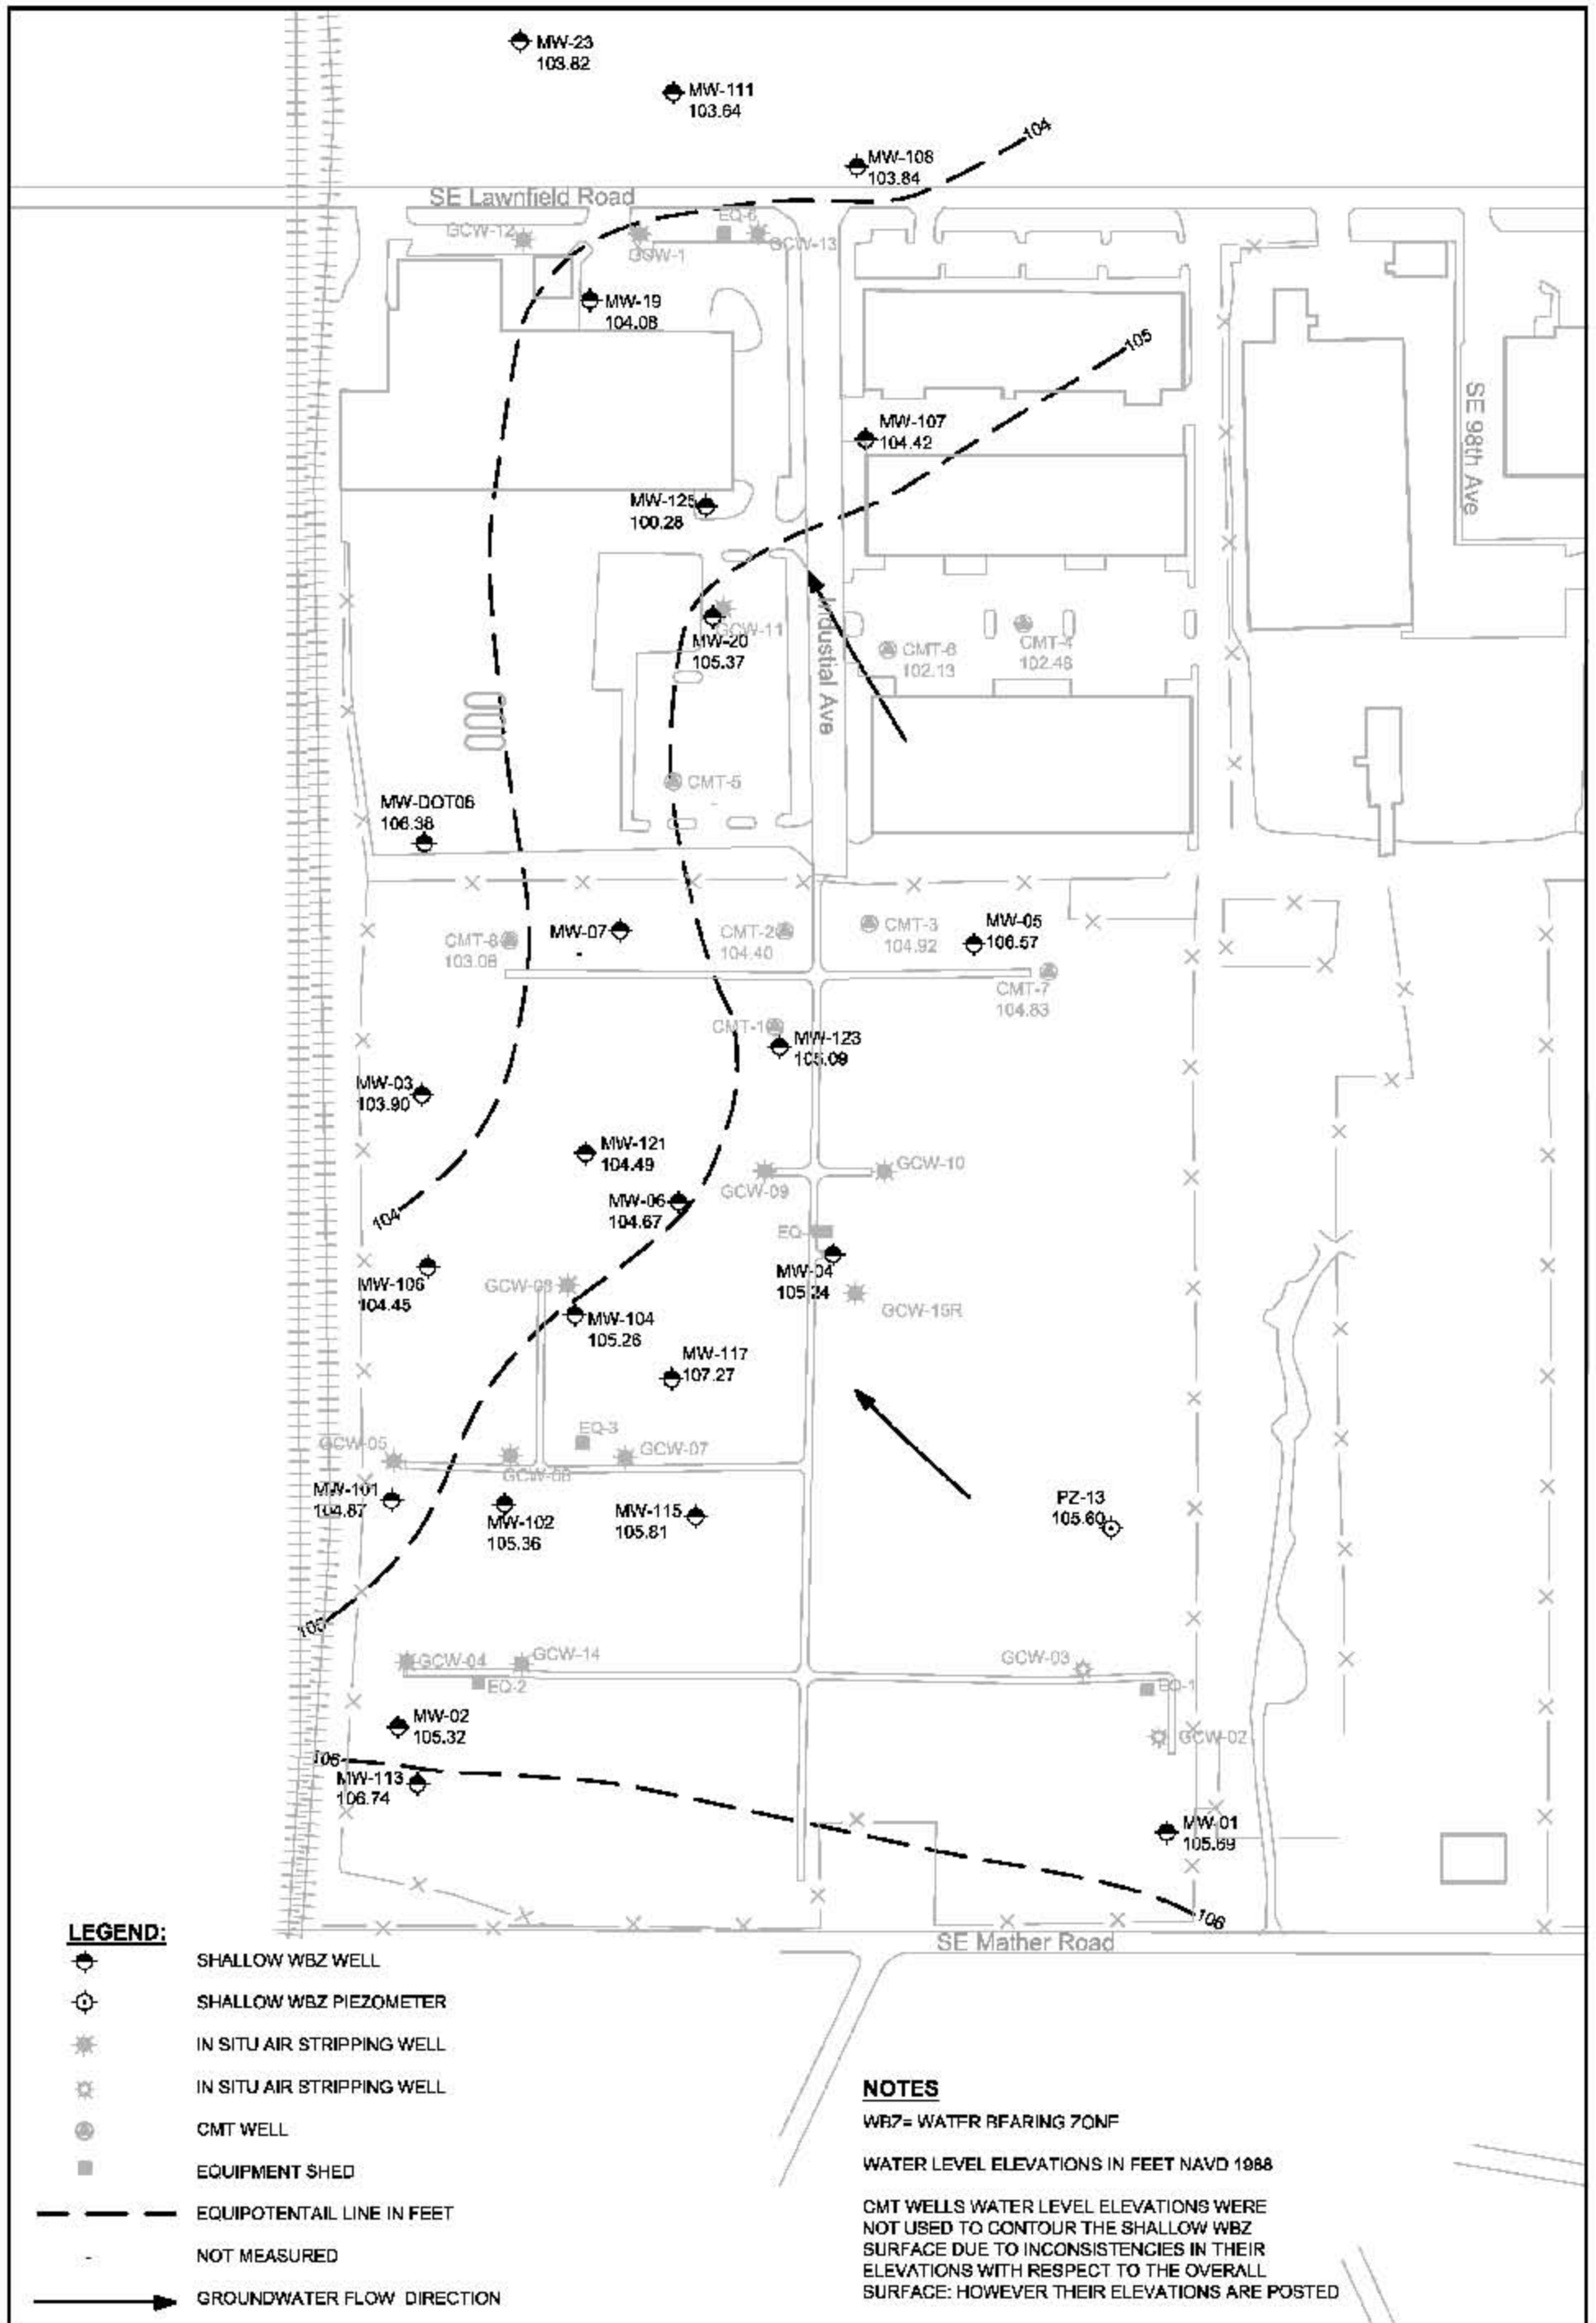 MW-23
103.82
MW-111
103.64
104
MW-108
103.84
SE Lawnfield Road
GCW-12
GCW-1
EQ-6
GCW-13
MW-19
104.08
105
MW-107
104.42
SE 98th Ave
MW-125
100.28
GCW-11
MW-20
105.37
Industial Ave
CMT-6
102.13
CMT-4
102.48
CMT-5
MW-DOT06
106.38
CMT-8
103.08
MW-07
-
CMT-2
104.40
CMT-3
104.92
MW-05
106.57
CMT-7
104.83
CMT-1
MW-123
105.09
MW-03
103.90
MW-121
104.49
GCW-09
GCW-10
MW-06
104.67
104
EQ-
MW-04
105.24
MW-106
104.45
GCW-08
GCW-15R
MW-104
105.26
MW-117
107.27
EQ-3
GCW-05
GCW-07
MW-101
104.87
MW-102
105.36
MW-115
105.81
PZ-13
105.60
105
GCW-04
GCW-14
GCW-03
EQ-2
EQ-1
MW-02
105.32
GCW-02
106
MW-113
106.74
MW-01
105.69
106
SE Mather Road
LEGEND:
SHALLOW WBZ WELL
SHALLOW WBZ PIEZOMETER
IN SITU AIR STRIPPING WELL
IN SITU AIR STRIPPING WELL
CMT WELL
EQUIPMENT SHED
EQUIPOTENTAIL LINE IN FEET
- NOT MEASURED
GROUNDWATER FLOW DIRECTION
NOTES
WBZ= WATER BEARING ZONE
WATER LEVEL ELEVATIONS IN FEET NAVD 1988
CMT WELLS WATER LEVEL ELEVATIONS WERE
NOT USED TO CONTOUR THE SHALLOW WBZ
SURFACE DUE TO INCONSISTENCIES IN THEIR
ELEVATIONS WITH RESPECT TO THE OVERALL
SURFACE: HOWEVER THEIR ELEVATIONS ARE POSTED